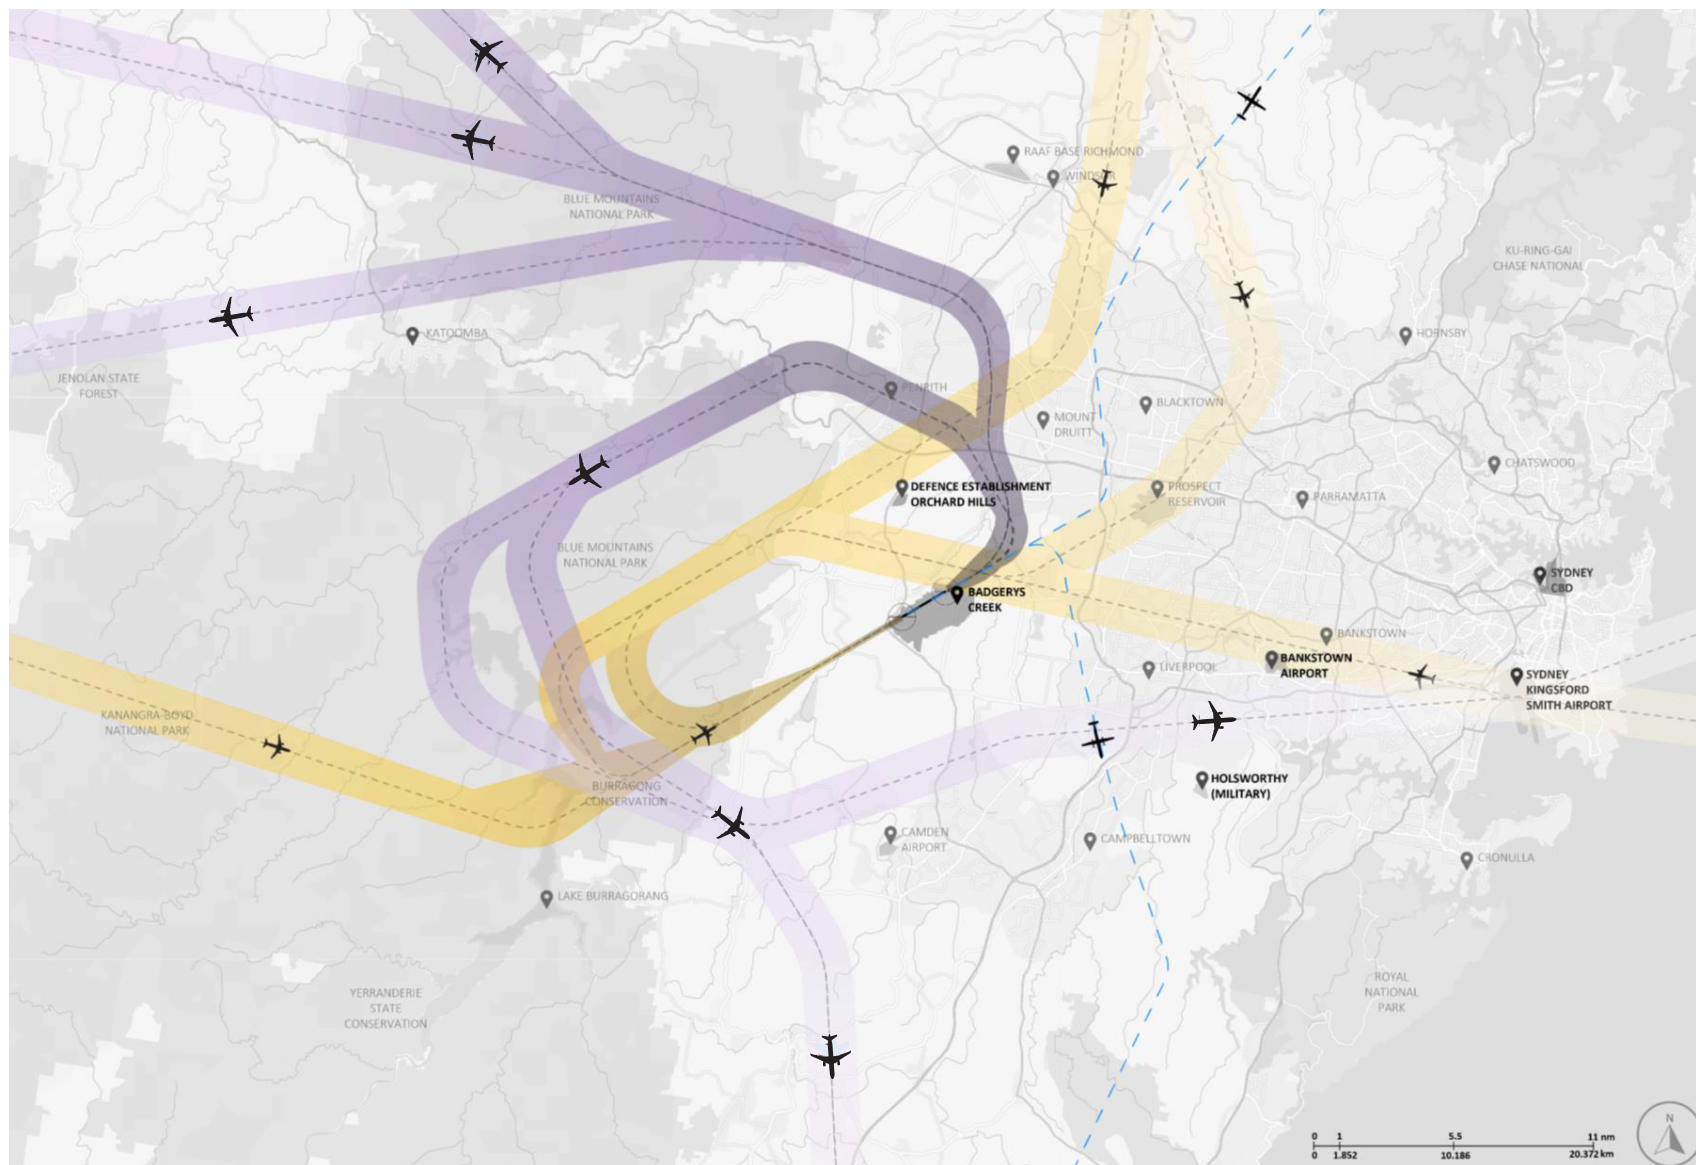 RAAF BASE RICHMOND
WINDSOR
BLUE MOUNTAINS
NATIONAL PARK
KU-RING-GAI
CHASE NATIONAL
KATOOMBA
HORNSBY
JENOLAN STATE
FOREST
PENRITH
BLACKTOWN
MOUNT
DRUITT
CHATSWOOD
DEFENCE ESTABLISHMENT
ORCHARD HILLS
PROSPECT
RESERVOIR
PARRAMATTA
BLUE MOUNTAINS
NATIONAL PARK
SYDNEY
CBD
BADGERYS
CREEK
BANKSTOWN
LIVERPOOL
BANKSTOWN
AIRPORT
SYDNEY
KINGSFORD
SMITH AIRPORT
KANANGRA-BOYD
NATIONAL PARK
BURRAGONG
CONSERVATION
HOLSWORTHY
(MILITARY)
CAMDEN
AIRPORT
CAMPBELLTOWN
CRONULLA
LAKE BURRAGORANG
YERRANDERIE
STATE
CONSERVATION
ROYAL
NATIONAL
PARK
N
0 1 5.5 11 nm
0 1.852 10.186 20.372 km